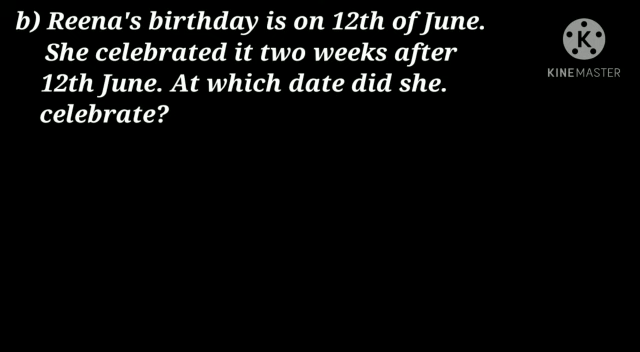 b) Reena's birthday is on 12th of June.
She celebrated it two weeks after
12th June. At which date did she.
celebrate?
K
KINEMASTER